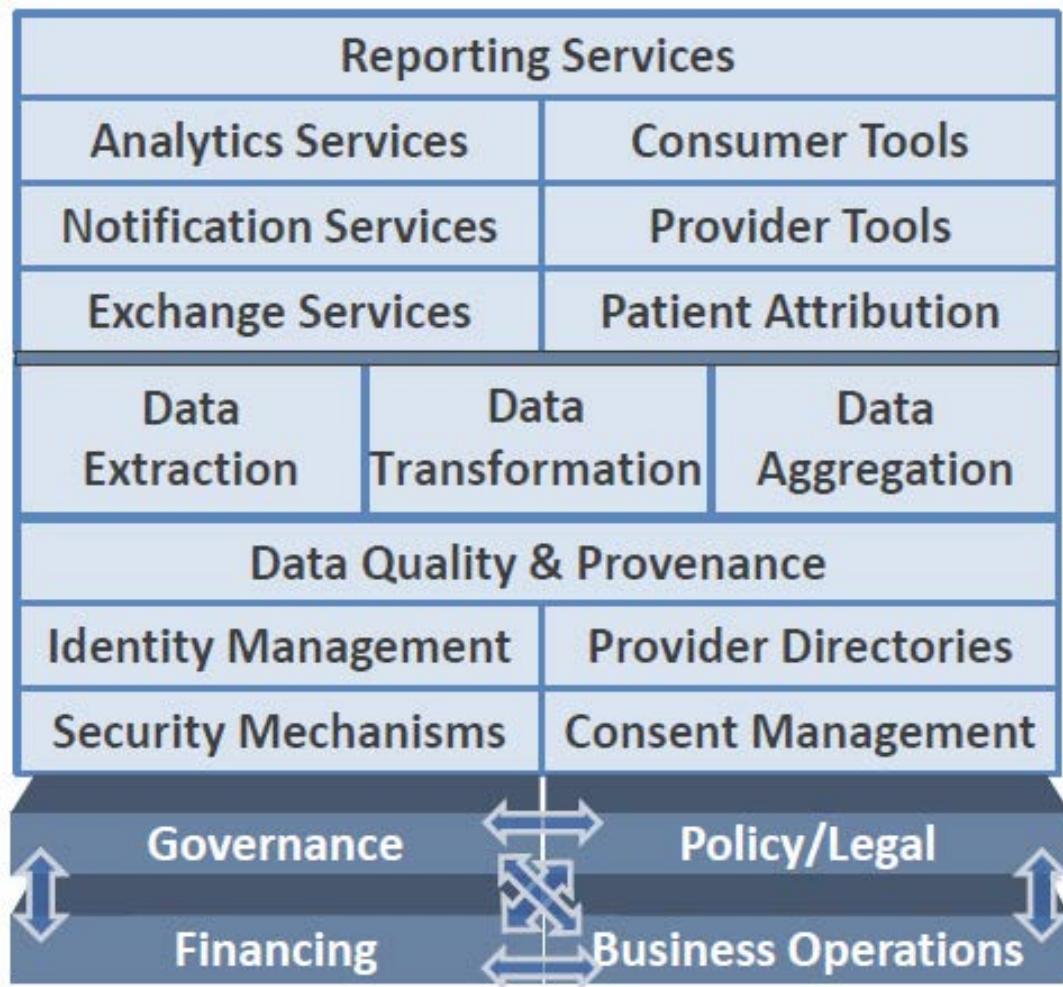 Reporting Services
Analytics Services
Consumer Tools
Notification Services
Provider Tools
Exchange Services
Patient Attribution
Data
Extraction
Data
Transformation
Data
Aggregation
Data Quality & Provenance
Identity Management
Provider Directories
Security Mechanisms
Consent Management
Governance
Policy/Legal
Financing
Business Operations